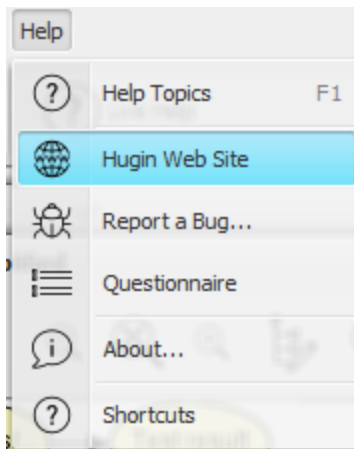 Help
Help Topics F1
Hugin Web Site
Report a Bug...
Questionnaire
About...
Shortcuts